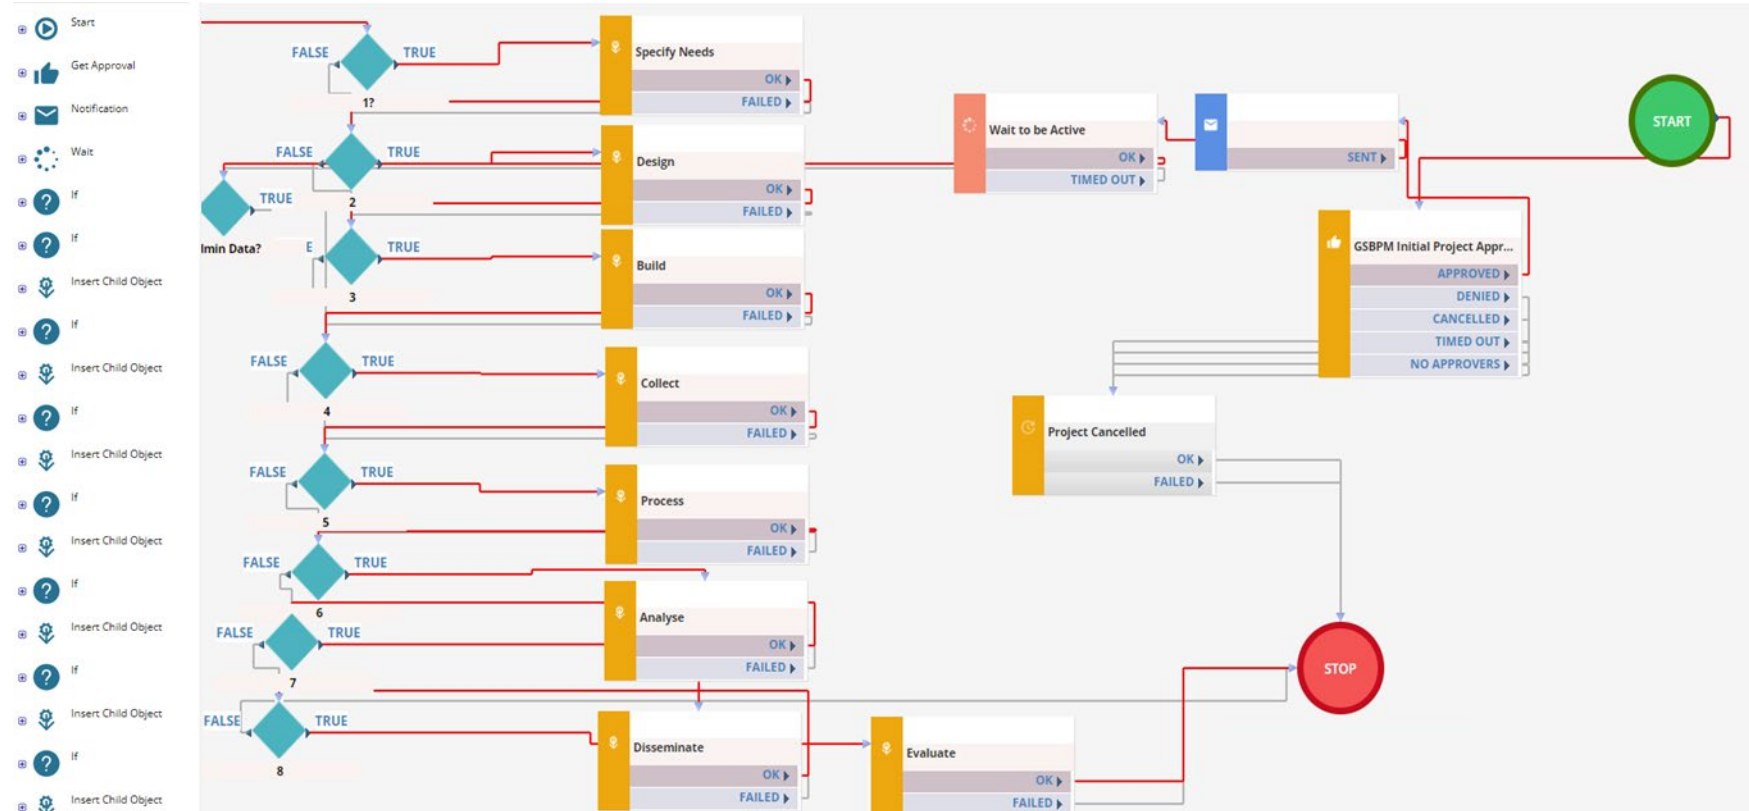 Start
Get Approval
Notification
Wait
If
If
Insert Child Object
If
Insert Child Object
If
Insert Child Object
If
Insert Child Object
If
Insert Child Object
If
Insert Child Object
If
Insert Child Object
FALSE TRUE
1?
Specify Needs
OK
FAILED
FALSE TRUE
2
Design
OK
FAILED
TRUE
lmin Data?
E TRUE
3
Build
OK
FAILED
FALSE TRUE
4
Collect
OK
FAILED
FALSE TRUE
5
Process
OK
FAILED
FALSE TRUE
6
Analyse
OK
FAILED
FALSE TRUE
7
FALSE TRUE
8
Disseminate
OK
FAILED
Evaluate
OK
FAILED
Wait to be Active
OK
TIMED OUT
SENT
START
GSBPM Initial Project Appr...
APPROVED
DENIED
CANCELLED
TIMED OUT
NO APPROVERS
Project Cancelled
OK
FAILED
STOP